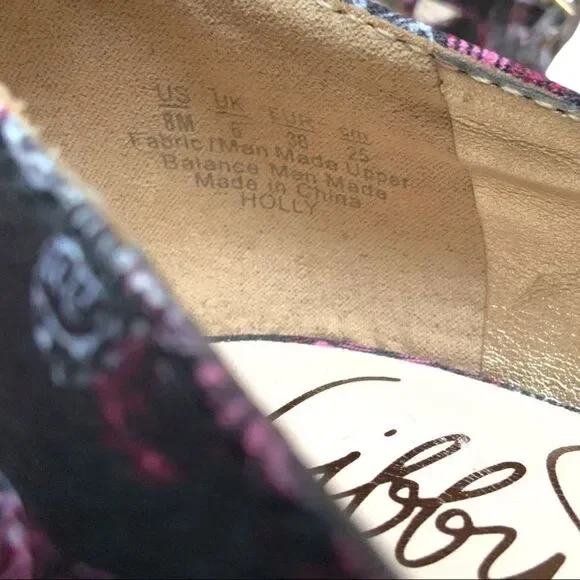 US UK EUR cm
8M 6 38 25
Fabric/Man Made Upper
Balance Man Made
Made in China
HOLLY
Libby